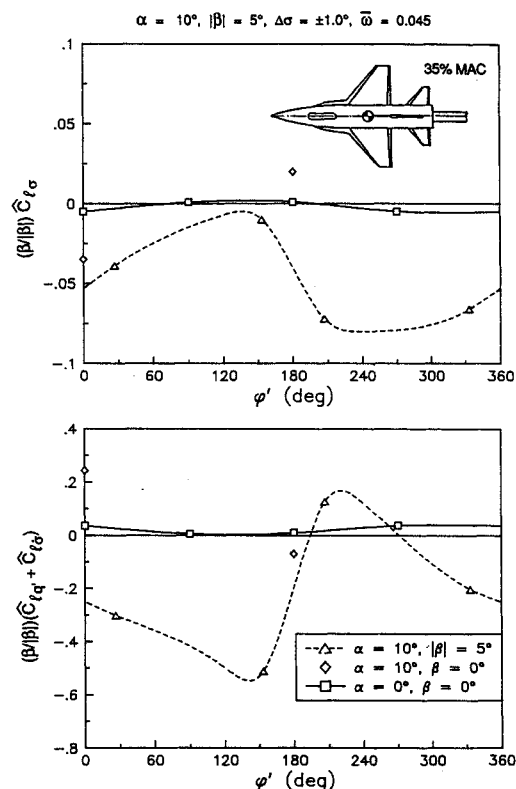 α = 10°, |β| = 5°, Δσ = ±1.0°, ω̅ = 0.045
.1
.05
0
-.05
-.1
35% MAC
(β/|β|) Ĉℓσ
0 60 120 180 240 300 360
φ' (deg)
.4
.2
0
-.2
-.4
-.6
-.8
(β/|β|)(Ĉℓq' + Ĉℓσ̇)
α = 10°, |β| = 5°
α = 10°, β = 0°
α = 0°, β = 0°
0 60 120 180 240 300 360
φ' (deg)